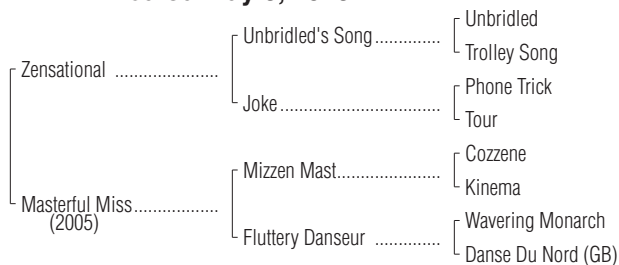 Unbridled
Unbridled's Song
Trolley Song
Zensational
Phone Trick
Joke
Tour
Cozzene
Mizzen Mast
Kinema
Masterful Miss
(2005)
Wavering Monarch
Fluttery Danseur
Danse Du Nord (GB)